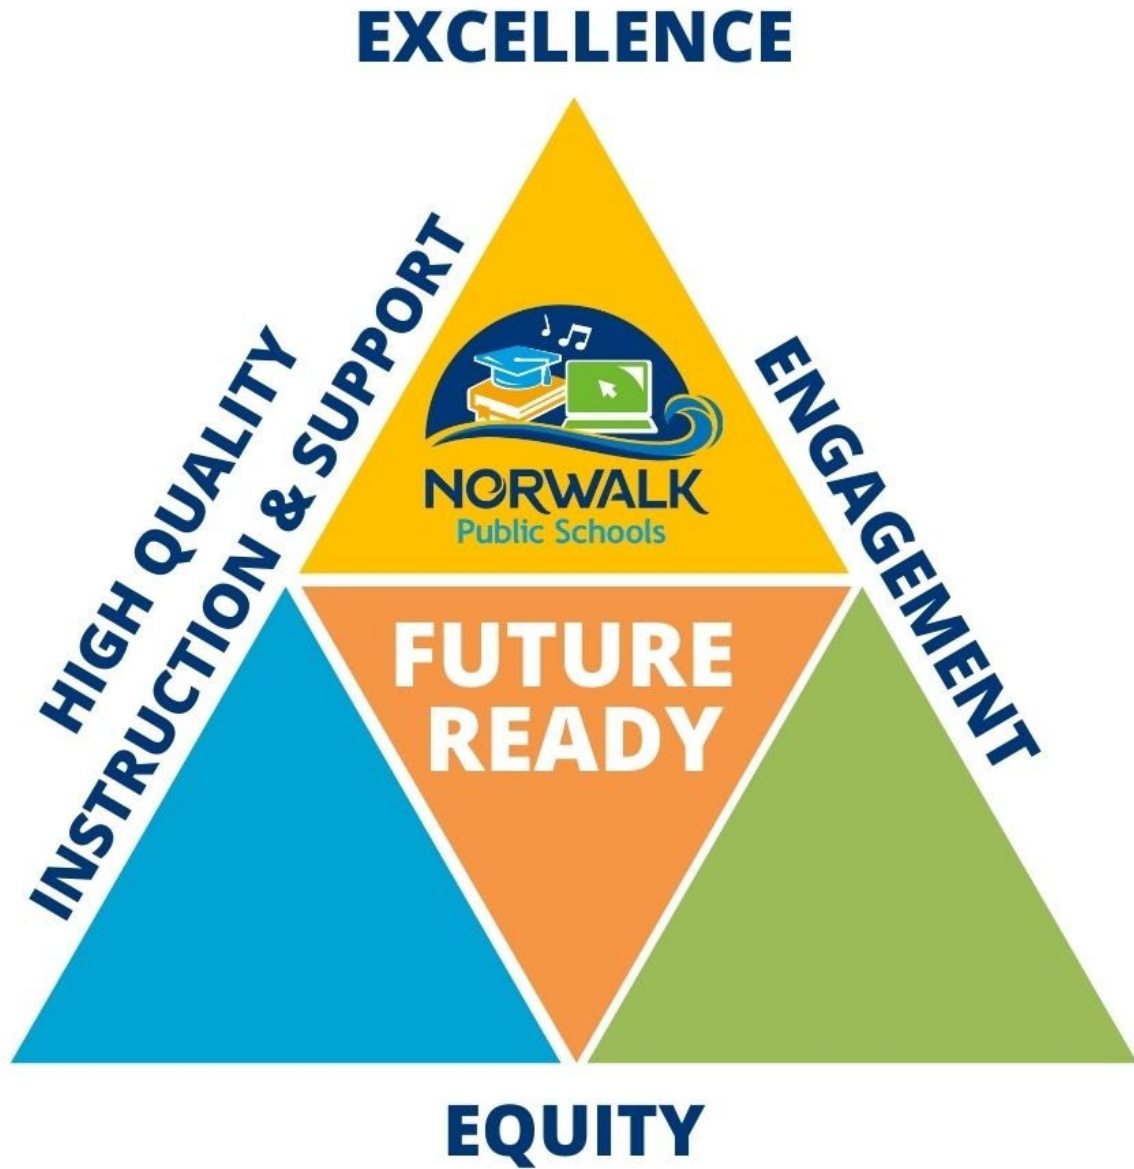 EXCELLENCE
HIGH QUALITY
INSTRUCTION & SUPPORT
ENGAGEMENT
NORWALK
Public Schools
FUTURE
READY
EQUITY